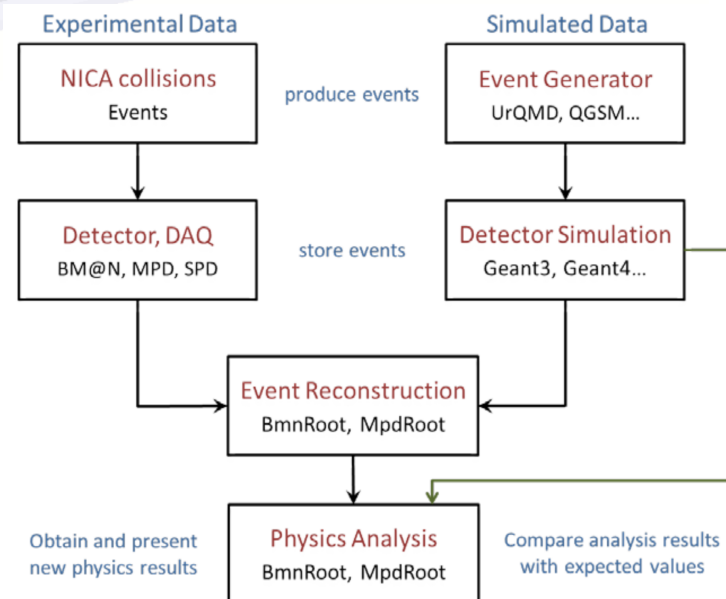 Experimental Data
Simulated Data
NICA collisions
Events
produce events
Event Generator
UrQMD, QGSM...
Detector, DAQ
BM@N, MPD, SPD
store events
Detector Simulation
Geant3, Geant4...
Event Reconstruction
BmnRoot, MpdRoot
Obtain and present
new physics results
Physics Analysis
BmnRoot, MpdRoot
Compare analysis results
with expected values